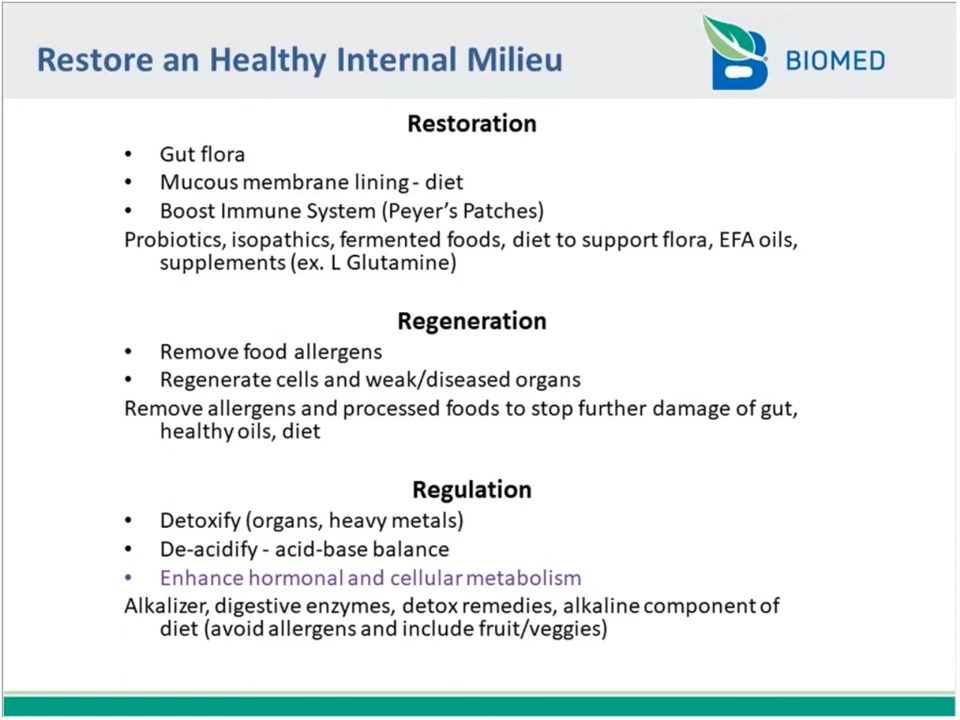 Restore an Healthy Internal Milieu
BIOMED
Restoration
• Gut flora
• Mucous membrane lining - diet
• Boost Immune System (Peyer’s Patches)
Probiotics, isopathics, fermented foods, diet to support flora, EFA oils,
supplements (ex. L Glutamine)
Regeneration
• Remove food allergens
• Regenerate cells and weak/diseased organs
Remove allergens and processed foods to stop further damage of gut,
healthy oils, diet
Regulation
• Detoxify (organs, heavy metals)
• De-acidify - acid-base balance
• Enhance hormonal and cellular metabolism
Alkalizer, digestive enzymes, detox remedies, alkaline component of
diet (avoid allergens and include fruit/veggies)